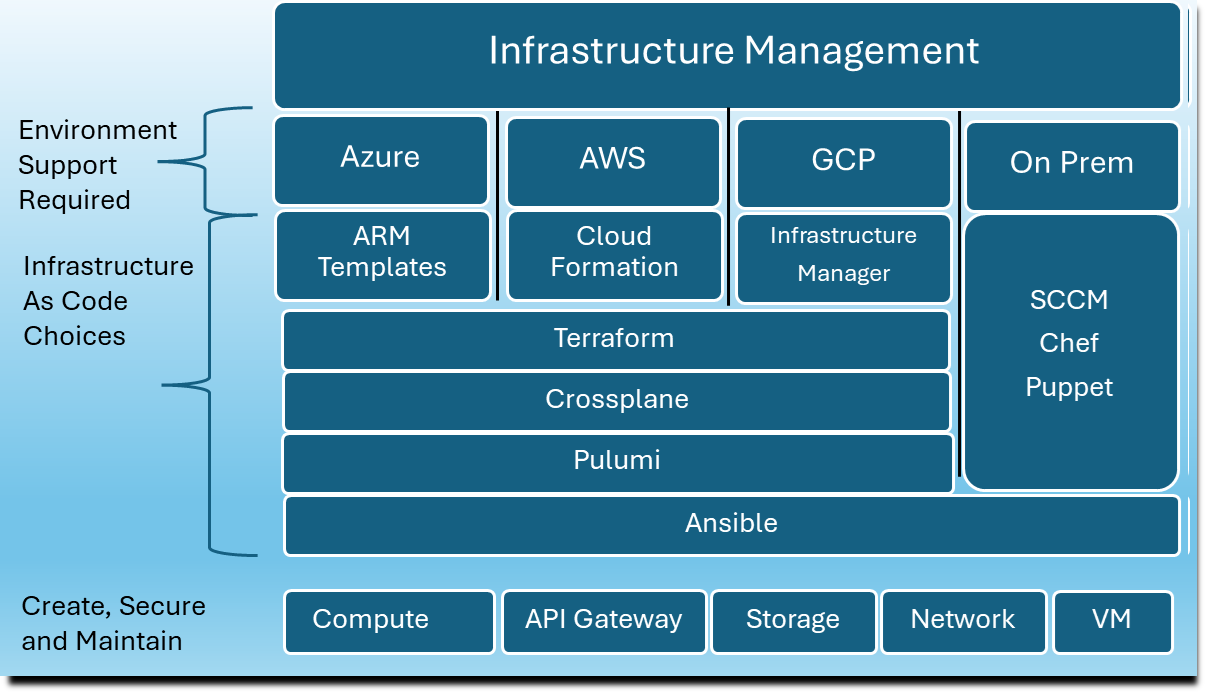 Infrastructure Management
Environment
Support
Required
Azure
AWS
GCP
On Prem
Infrastructure
As Code
Choices
ARM
Templates
Cloud
Formation
Infrastructure
Manager
SCCM
Chef
Puppet
Terraform
Crossplane
Pulumi
Ansible
Create, Secure
and Maintain
Compute
API Gateway
Storage
Network
VM